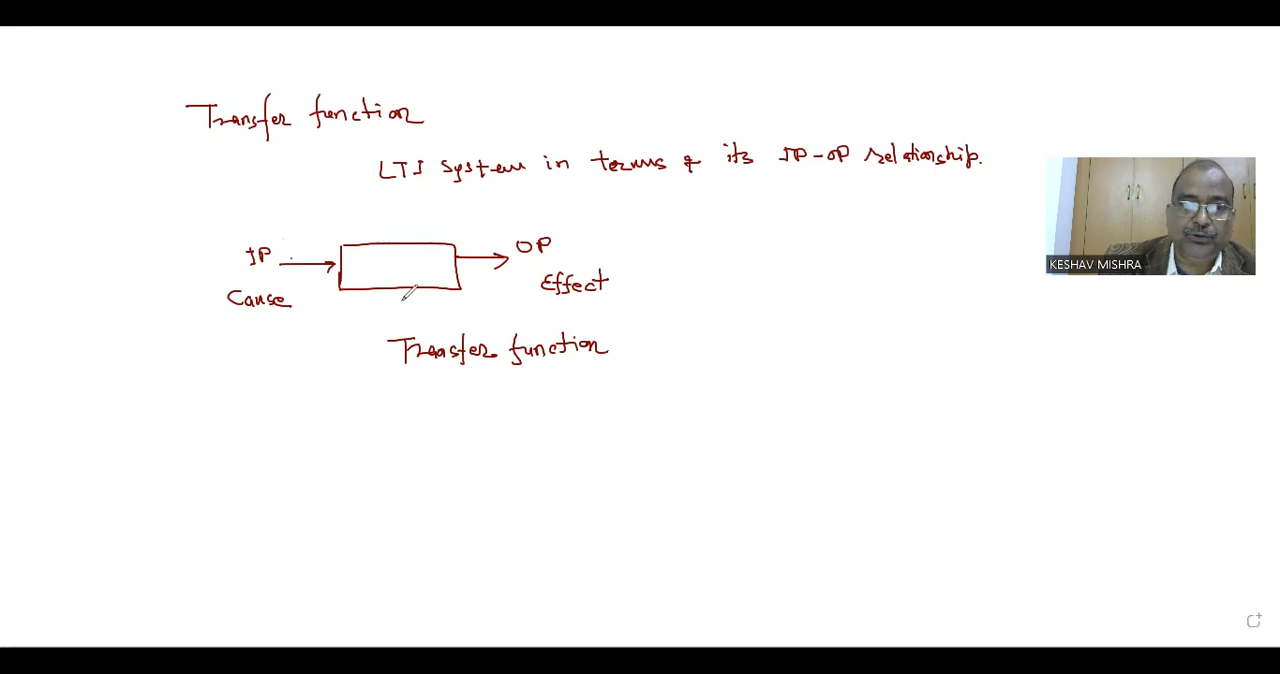 Transfer function
LTI system in terms of its IP-OP relationship.
IP
OP
Cause
Effect
Transfer function
KESHAV MISHRA